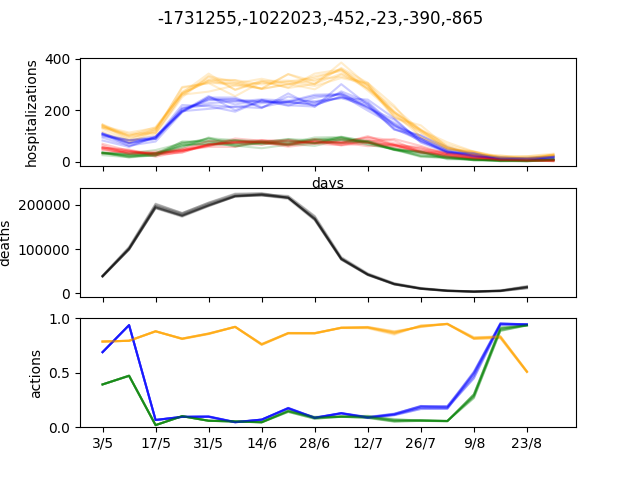 -1731255,-1022023,-452,-23,-390,-865
400
200
0
hospitalizations
days
200000
100000
0
deaths
1.0
0.5
0.0
actions
3/5 17/5 31/5 14/6 28/6 12/7 26/7 9/8 23/8